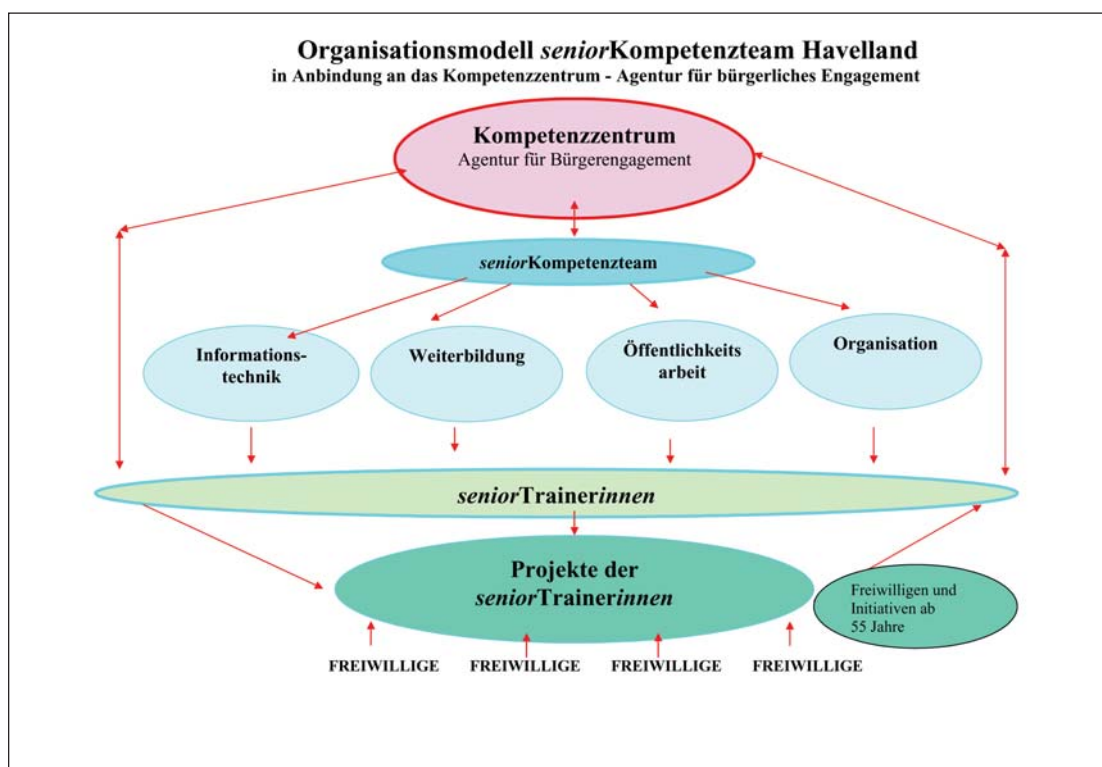 Organisationsmodell seniorKompetenzteam Havelland
in Anbindung an das Kompetenzzentrum - Agentur für bürgerliches Engagement
Kompetenzzentrum
Agentur für Bürgerengagement
seniorKompetenzteam
Informations-
technik
Weiterbildung
Öffentlichkeits
arbeit
Organisation
seniorTrainerinnen
Projekte der
seniorTrainerinnen
Freiwilligen und
Initiativen ab
55 Jahre
FREIWILLIGE
FREIWILLIGE
FREIWILLIGE
FREIWILLIGE